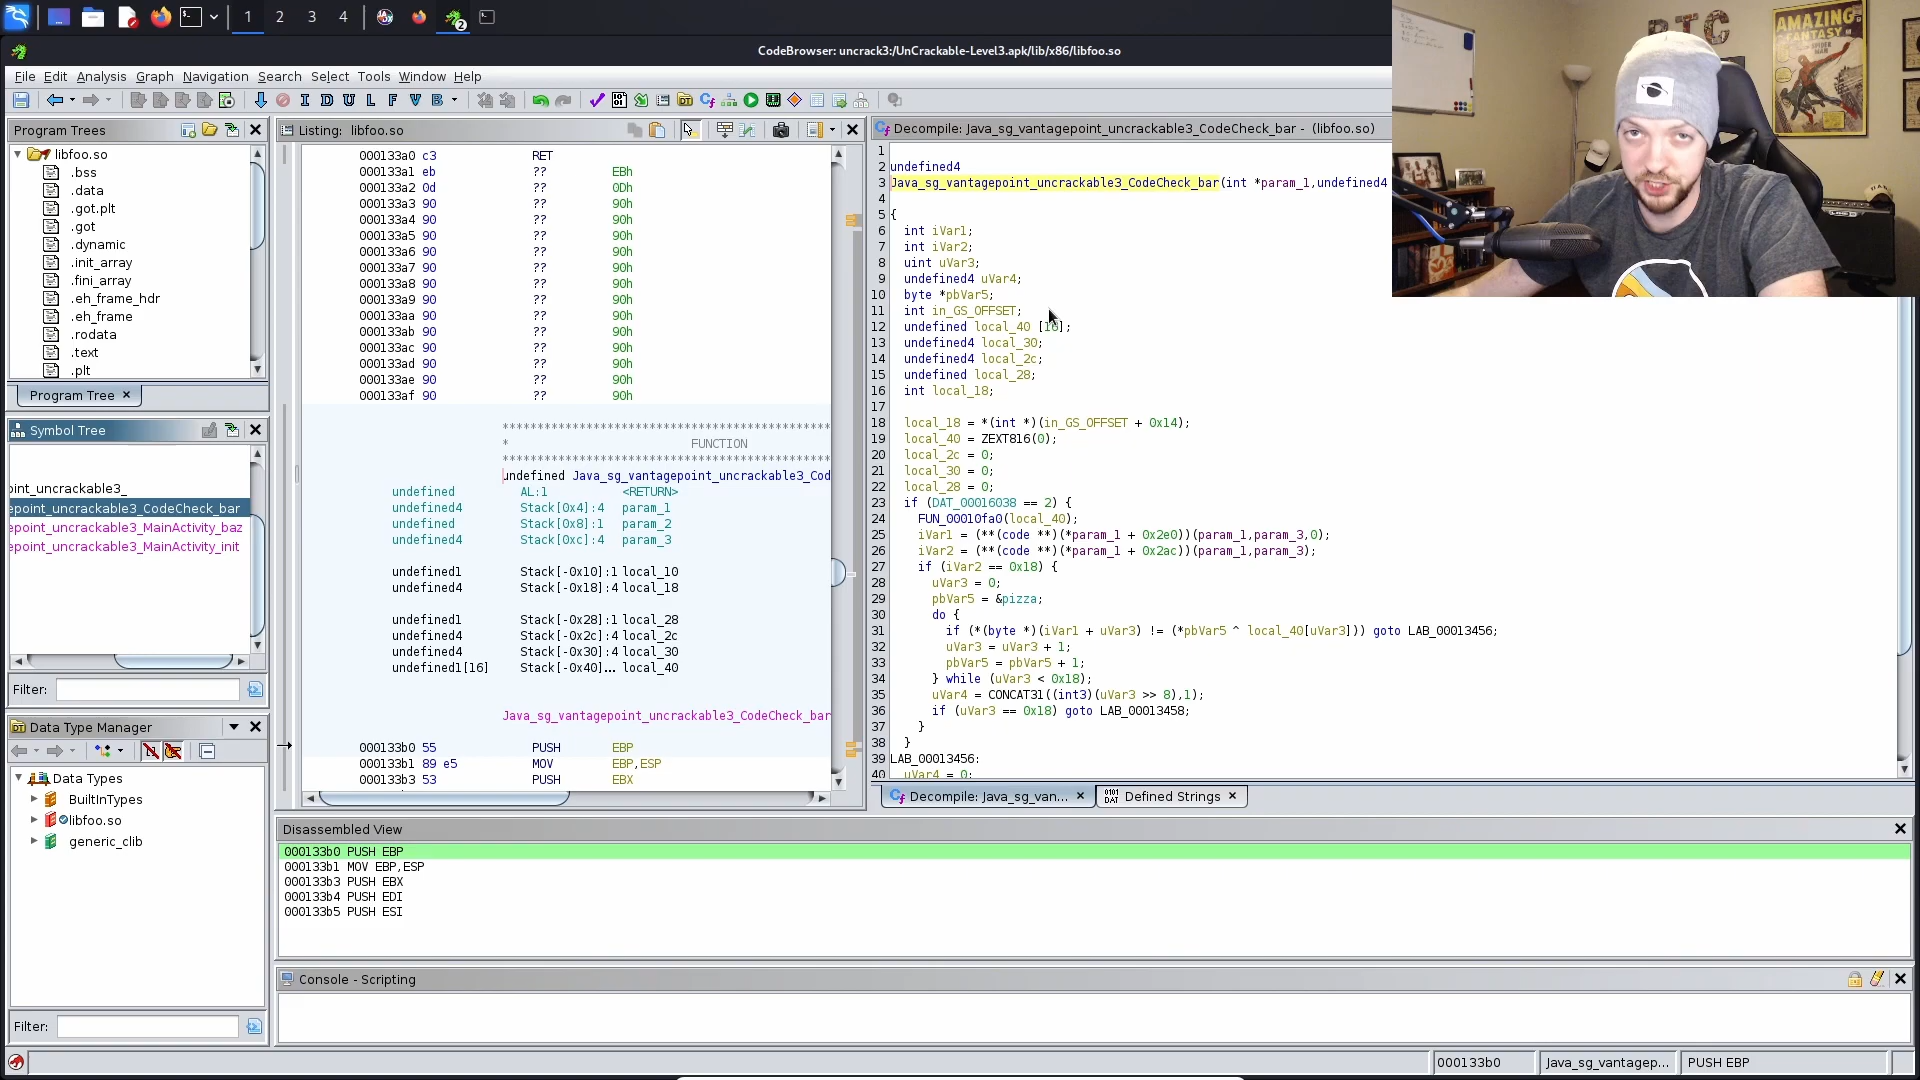 1
2
3
4
2
CodeBrowser: uncrack3:/UnCrackable-Level3.apk/lib/x86/libfoo.so
File Edit Analysis Graph Navigation Search Select Tools Window Help
I D U L F V B
Program Trees
libfoo.so
.bss
.data
.got.plt
.got
.dynamic
.init_array
.fini_array
.eh_frame_hdr
.eh_frame
.rodata
.text
.plt
Program Tree ×
Symbol Tree
oint_uncrackable3_
epoint_uncrackable3_CodeCheck_bar
epoint_uncrackable3_MainActivity_baz
epoint_uncrackable3_MainActivity_init
Filter:
Data Type Manager
Data Types
BuiltInTypes
libfoo.so
generic_clib
Filter:
Listing: libfoo.so
000133a0 c3 RET
000133a1 eb ?? EBh
000133a2 0d ?? 0Dh
000133a3 90 ?? 90h
000133a4 90 ?? 90h
000133a5 90 ?? 90h
000133a6 90 ?? 90h
000133a7 90 ?? 90h
000133a8 90 ?? 90h
000133a9 90 ?? 90h
000133aa 90 ?? 90h
000133ab 90 ?? 90h
000133ac 90 ?? 90h
000133ad 90 ?? 90h
000133ae 90 ?? 90h
000133af 90 ?? 90h
* FUNCTION
undefined Java_sg_vantagepoint_uncrackable3_Cod
undefined AL:1 <RETURN>
undefined4 Stack[0x4]:4 param_1
undefined Stack[0x8]:1 param_2
undefined4 Stack[0xc]:4 param_3
undefined1 Stack[-0x10]:1 local_10
undefined4 Stack[-0x18]:4 local_18
undefined1 Stack[-0x28]:1 local_28
undefined4 Stack[-0x2c]:4 local_2c
undefined4 Stack[-0x30]:4 local_30
undefined1[16] Stack[-0x40]... local_40
Java_sg_vantagepoint_uncrackable3_CodeCheck_bar
000133b0 55 PUSH EBP
000133b1 89 e5 MOV EBP,ESP
000133b3 53 PUSH EBX
Decompile: Java_sg_vantagepoint_uncrackable3_CodeCheck_bar - (libfoo.so)
1
2 undefined4
3 Java_sg_vantagepoint_uncrackable3_CodeCheck_bar(int *param_1,undefined4
4
5 {
6 int iVar1;
7 int iVar2;
8 uint uVar3;
9 undefined4 uVar4;
10 byte *pbVar5;
11 int in_GS_OFFSET;
12 undefined local_40 [16];
13 undefined4 local_30;
14 undefined4 local_2c;
15 undefined local_28;
16 int local_18;
17
18 local_18 = *(int *)(in_GS_OFFSET + 0x14);
19 local_40 = ZEXT816(0);
20 local_2c = 0;
21 local_30 = 0;
22 local_28 = 0;
23 if (DAT_00016038 == 2) {
24 FUN_00010fa0(local_40);
25 iVar1 = (**(code **)(*param_1 + 0x2e0))(param_1,param_3,0);
26 iVar2 = (**(code **)(*param_1 + 0x2ac))(param_1,param_3);
27 if (iVar2 == 0x18) {
28 uVar3 = 0;
29 pbVar5 = &pizza;
30 do {
31 if (*(byte *)(iVar1 + uVar3) != (*pbVar5 ^ local_40[uVar3])) goto LAB_00013456;
32 uVar3 = uVar3 + 1;
33 pbVar5 = pbVar5 + 1;
34 } while (uVar3 < 0x18);
35 uVar4 = CONCAT31((int3)(uVar3 >> 8),1);
36 if (uVar3 == 0x18) goto LAB_00013458;
37 }
38 }
39 LAB_00013456:
40 uVar4 = 0;
Decompile: Java_sg_van... × Defined Strings ×
Disassembled View
000133b0 PUSH EBP
000133b1 MOV EBP,ESP
000133b3 PUSH EBX
000133b4 PUSH EDI
000133b5 PUSH ESI
Console - Scripting
000133b0 Java_sg_vantagep... PUSH EBP
AMAZING